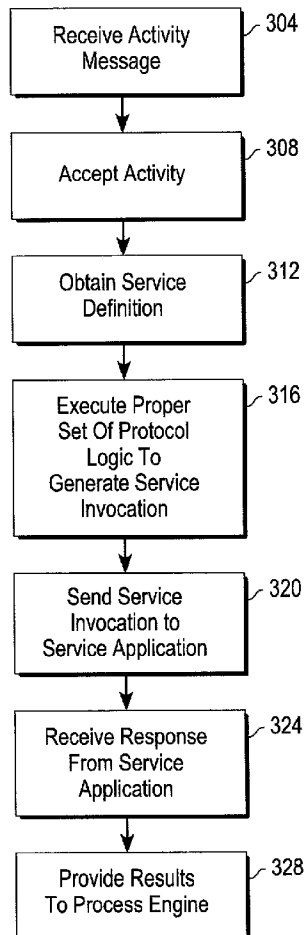 Receive Activity
Message
304
308
Accept Activity
312
Obtain Service
Definition
316
Execute Proper
Set Of Protocol
Logic To
Generate Service
Invocation
320
Send Service
Invocation to
Service Application
324
Receive Response
From Service
Application
328
Provide Results
To Process Engine